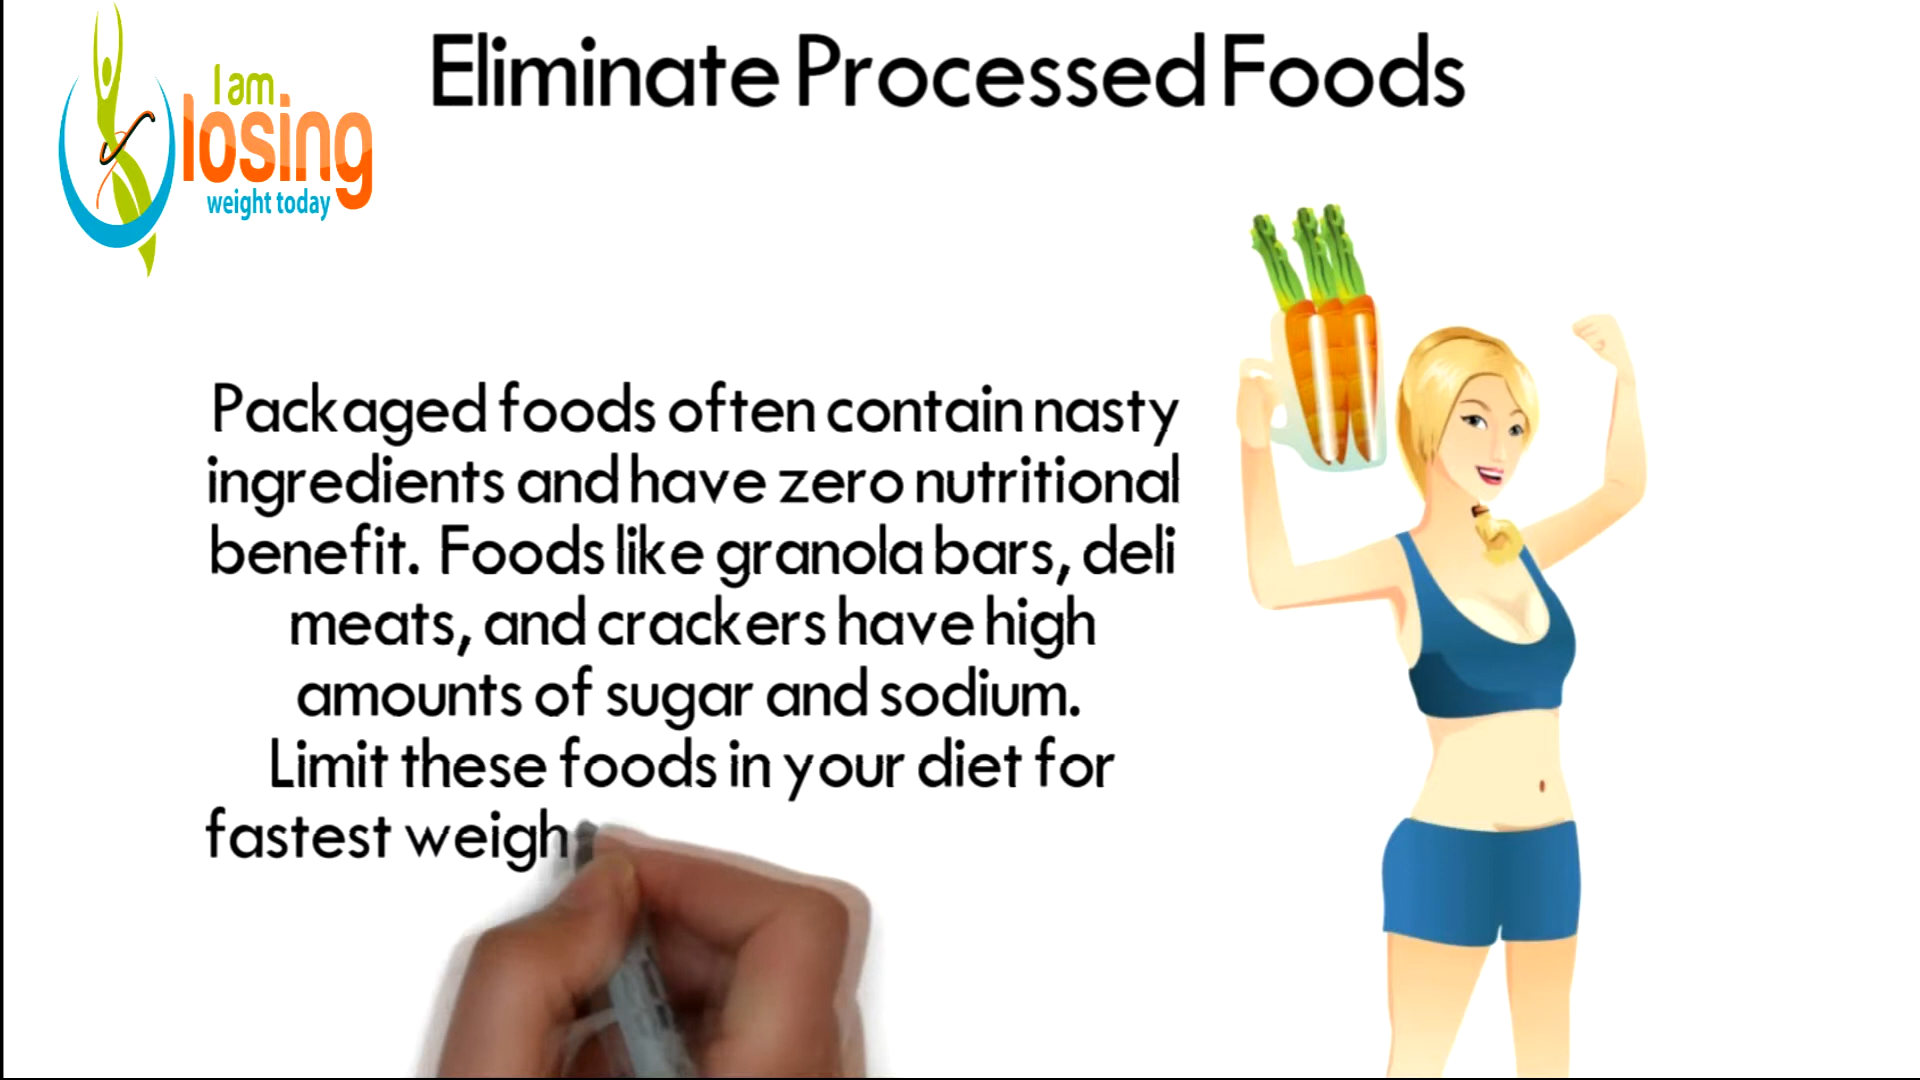 I am
losing
weight today
Eliminate Processed Foods
Packaged foods often contain nasty
ingredients and have zero nutritional
benefit. Foods like granola bars, deli
meats, and crackers have high
amounts of sugar and sodium.
Limit these foods in your diet for
fastest weigh